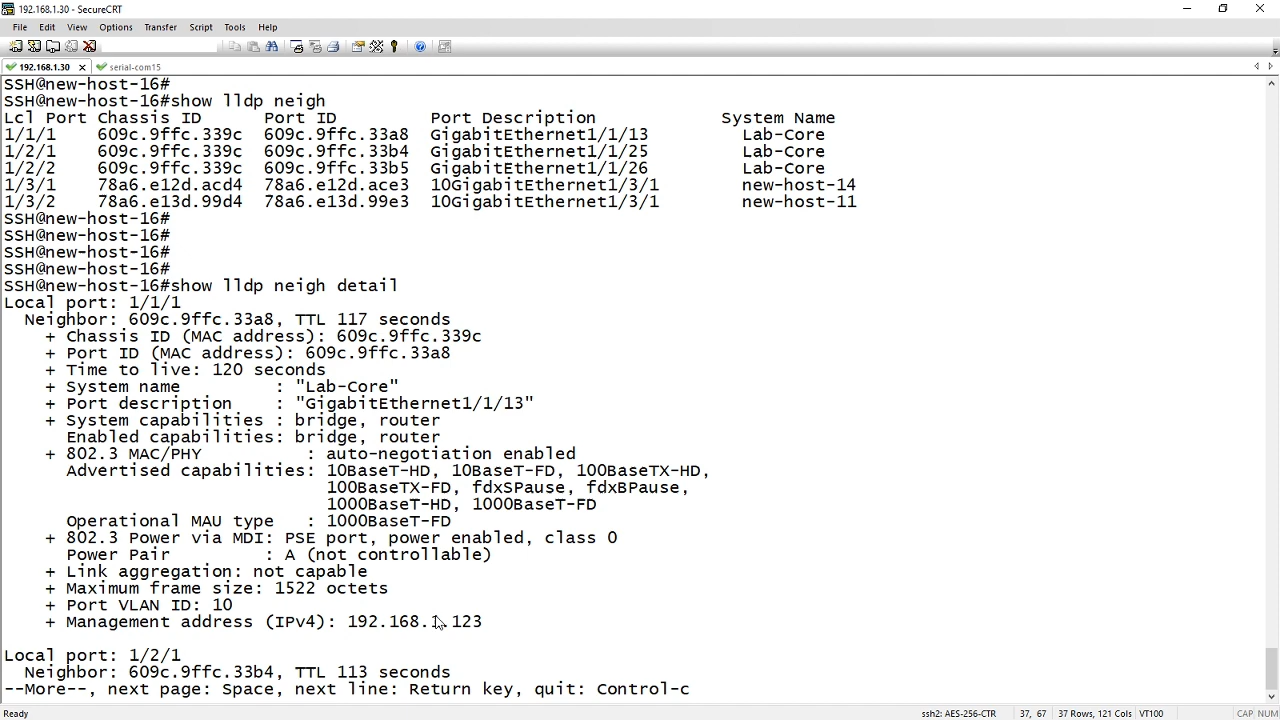 192.168.1.30 - SecureCRT
File Edit View Options Transfer Script Tools Help
192.168.1.30 serial-com15
SSH@new-host-16#
SSH@new-host-16#show lldp neigh
Lcl Port Chassis ID Port ID Port Description System Name
1/1/1 609c.9ffc.339c 609c.9ffc.33a8 GigabitEthernet1/1/13 Lab-Core
1/2/1 609c.9ffc.339c 609c.9ffc.33b4 GigabitEthernet1/1/25 Lab-Core
1/2/2 609c.9ffc.339c 609c.9ffc.33b5 GigabitEthernet1/1/26 Lab-Core
1/3/1 78a6.e12d.acd4 78a6.e12d.ace3 10GigabitEthernet1/3/1 new-host-14
1/3/2 78a6.e13d.99d4 78a6.e13d.99e3 10GigabitEthernet1/3/1 new-host-11
SSH@new-host-16#
SSH@new-host-16#
SSH@new-host-16#
SSH@new-host-16#
SSH@new-host-16#show lldp neigh detail
Local port: 1/1/1
Neighbor: 609c.9ffc.33a8, TTL 117 seconds
+ Chassis ID (MAC address): 609c.9ffc.339c
+ Port ID (MAC address): 609c.9ffc.33a8
+ Time to live: 120 seconds
+ System name : "Lab-Core"
+ Port description : "GigabitEthernet1/1/13"
+ System capabilities : bridge, router
Enabled capabilities: bridge, router
+ 802.3 MAC/PHY : auto-negotiation enabled
Advertised capabilities: 10BaseT-HD, 10BaseT-FD, 100BaseTX-HD,
100BaseTX-FD, fdxSPause, fdxBPause,
1000BaseT-HD, 1000BaseT-FD
Operational MAU type : 1000BaseT-FD
+ 802.3 Power via MDI: PSE port, power enabled, class 0
Power Pair : A (not controllable)
+ Link aggregation: not capable
+ Maximum frame size: 1522 octets
+ Port VLAN ID: 10
+ Management address (IPv4): 192.168.1.123
Local port: 1/2/1
Neighbor: 609c.9ffc.33b4, TTL 113 seconds
--More--, next page: Space, next line: Return key, quit: Control-c
Ready ssh2: AES-256-CTR 37, 67 37 Rows, 121 Cols VT100 CAP NUM